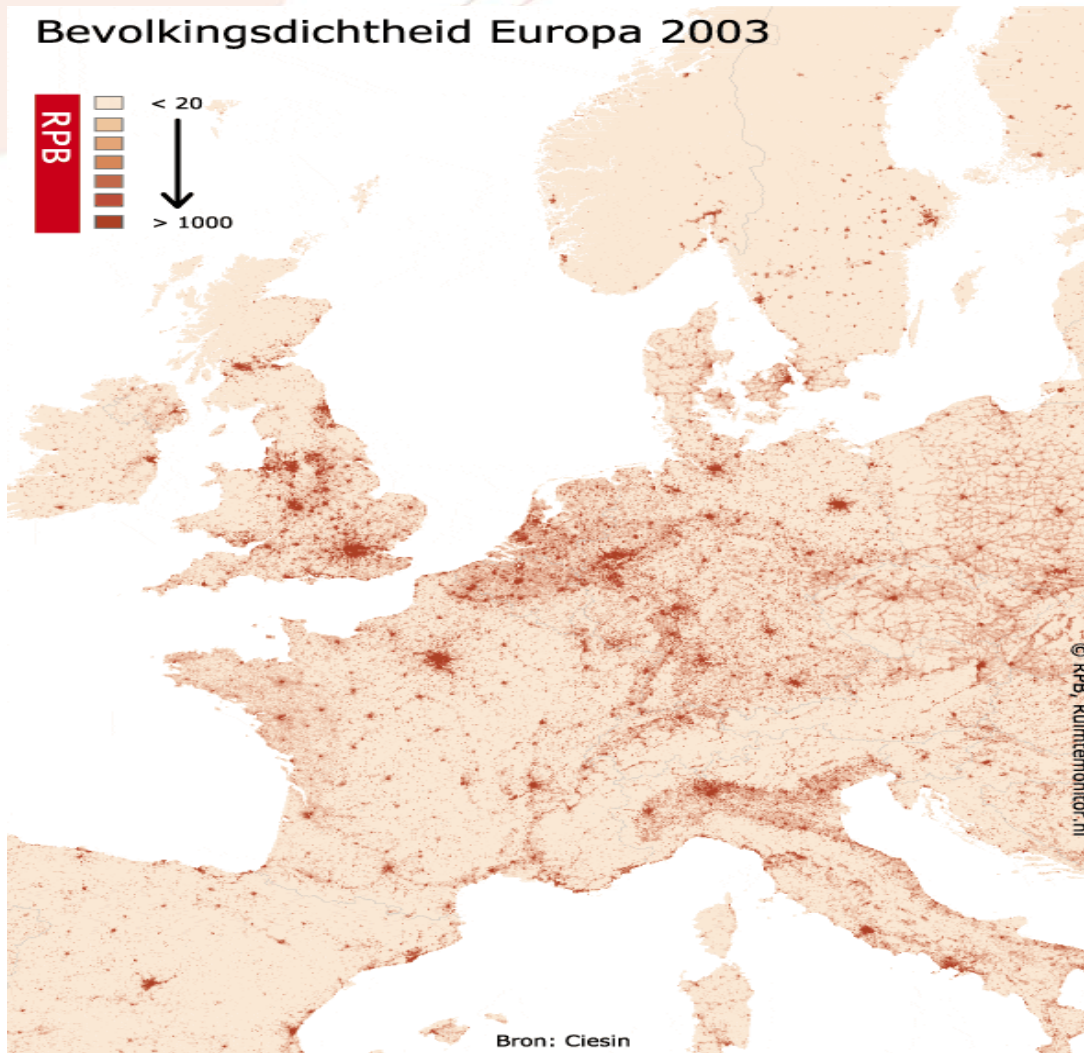 Bevolkingsdichtheid Europa 2003
RPB
< 20
> 1000
© RPB, Ruimtemonitor.nl
Bron: Ciesin